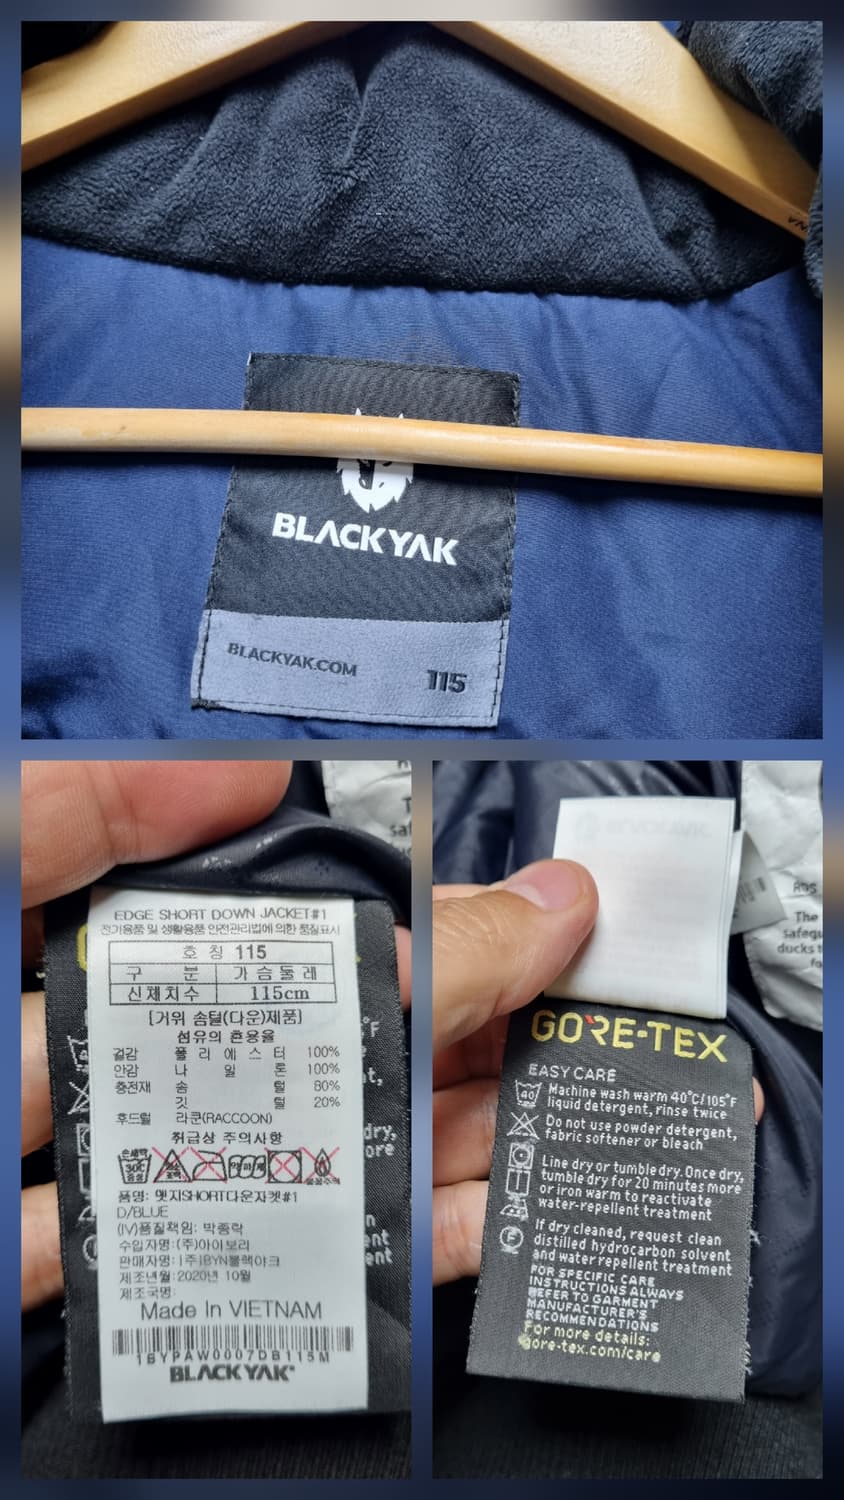 BLACKYAK
BLACKYAK.COM 115
EDGE SHORT DOWN JACKET#1
전기용품 및 생활용품 안전관리법에 의한 품질표시
호 칭 115
구 분 가슴둘레
신체치수 115cm
[거위 솜털(다운)제품]
섬유의 혼용율
겉감 폴리에스터 100%
안감 나일론 100%
충전재 솜털 80%
깃털 20%
후드털 라쿤(RACCOON)
취급상 주의사항
손세탁
30℃
중성
품명: 엣지SHORT다운자켓#1
D/BLUE
(IV)품질책임: 박종락
수입자명:(주)아이보리
판매자명:(주)BYN블랙야크
제조년월:2020년 10월
제조국명:
Made In VIETNAM
1BYPAW0007DB115M
BLACKYAK
GORE-TEX
EASY CARE
40
Machine wash warm 40°C/105°F
liquid detergent, rinse twice
Do not use powder detergent,
fabric softener or bleach
Line dry or tumble dry. Once dry,
tumble dry for 20 minutes more
or iron warm to reactivate
water-repellent treatment
F
If dry cleaned, request clean
distilled hydrocarbon solvent
and water repellent treatment
FOR SPECIFIC CARE
INSTRUCTIONS ALWAYS
REFER TO GARMENT
MANUFACTURER'S
RECOMMENDATIONS
For more details:
gore-tex.com/care
The
ducks